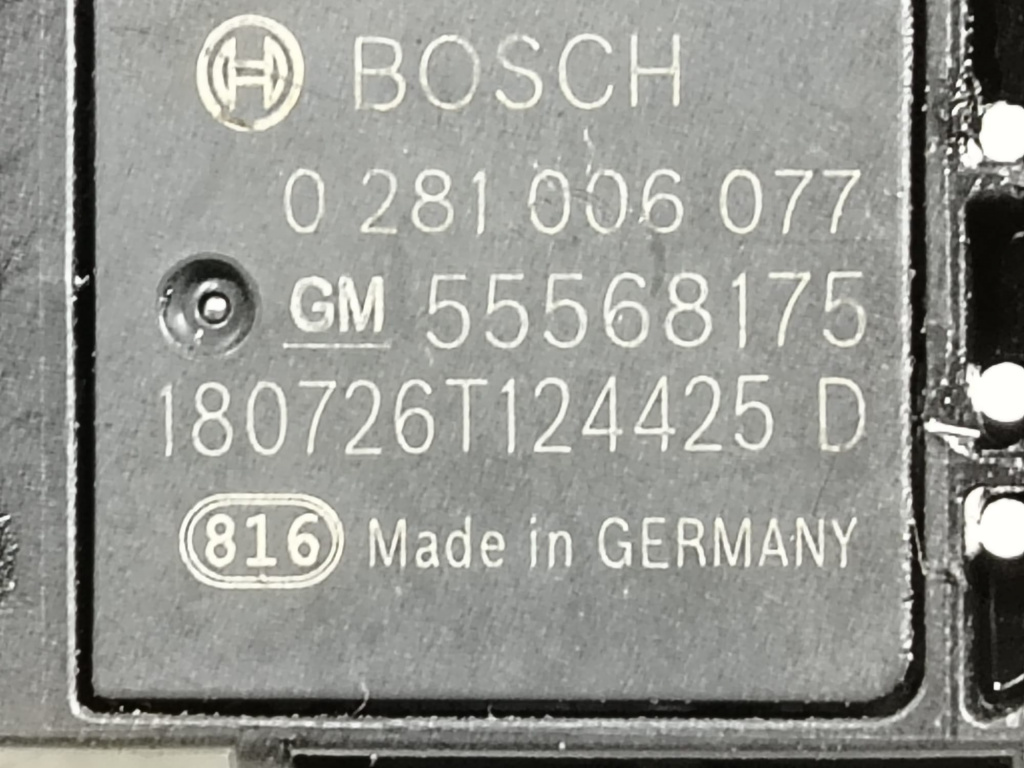 BOSCH
0 281 006 077
GM 55568175
180726T124425 D
816 Made in GERMANY